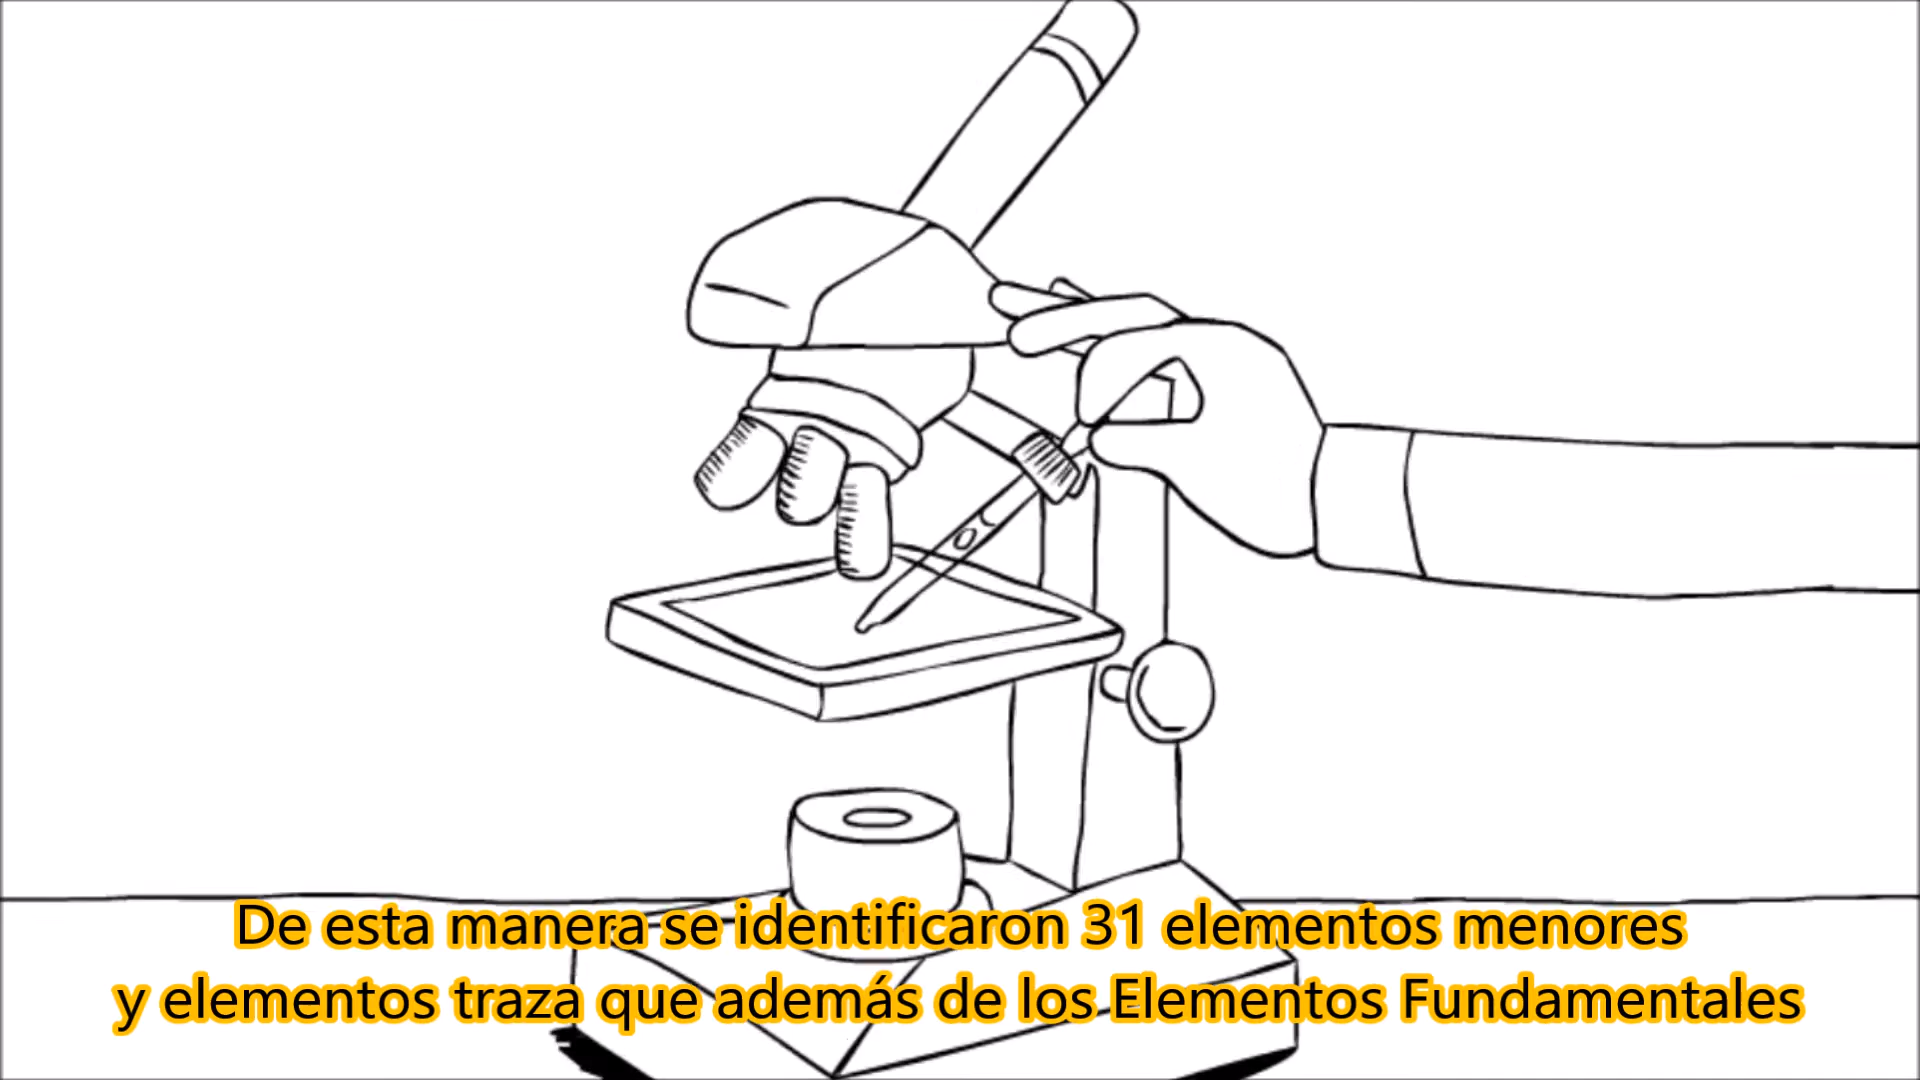 De esta manera se identificaron 31 elementos menores
y elementos traza que además de los Elementos Fundamentales